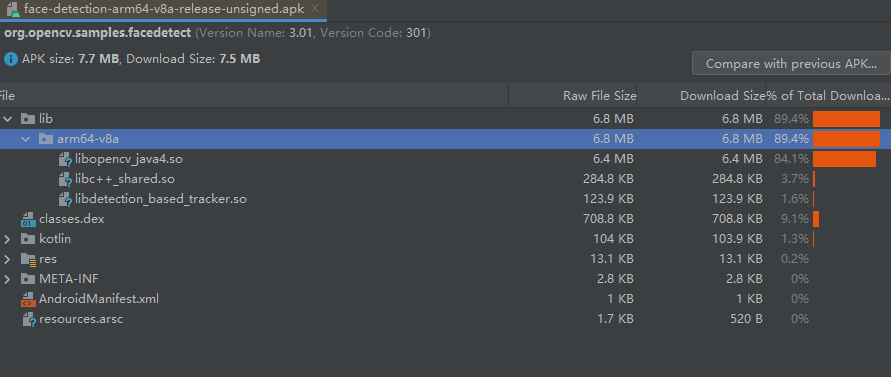 face-detection-arm64-v8a-release-unsigned.apk
org.opencv.samples.facedetect (Version Name: 3.01, Version Code: 301)
APK size: 7.7 MB, Download Size: 7.5 MB
Compare with previous APK...
File Raw File Size Download Size % of Total Downloa...
lib 6.8 MB 6.8 MB 89.4%
arm64-v8a 6.8 MB 6.8 MB 89.4%
libopencv_java4.so 6.4 MB 6.4 MB 84.1%
libc++_shared.so 284.8 KB 284.8 KB 3.7%
libdetection_based_tracker.so 123.9 KB 123.9 KB 1.6%
classes.dex 708.8 KB 708.8 KB 9.1%
kotlin 104 KB 103.9 KB 1.3%
res 13.1 KB 13.1 KB 0.2%
META-INF 2.8 KB 2.8 KB 0%
AndroidManifest.xml 1 KB 1 KB 0%
resources.arsc 1.7 KB 520 B 0%